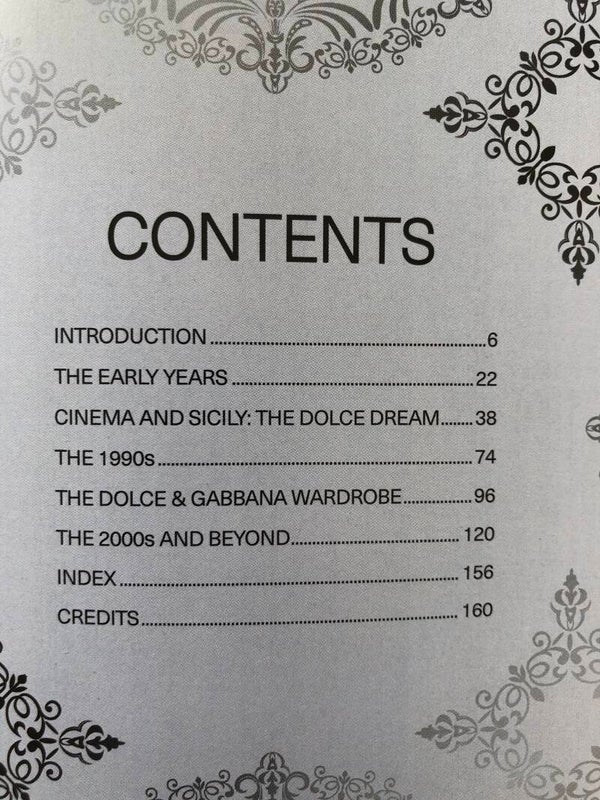 CONTENTS
INTRODUCTION ..................................................6
THE EARLY YEARS ............................................22
CINEMA AND SICILY: THE DOLCE DREAM........38
THE 1990s .........................................................74
THE DOLCE & GABBANA WARDROBE..............96
THE 2000s AND BEYOND................................ 120
INDEX ................................................................ 156
CREDITS............................................................ 160